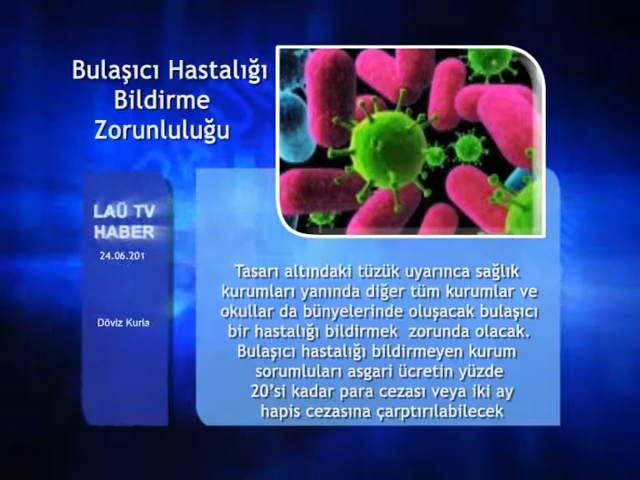 Bulaşıcı Hastalığı
Bildirme
Zorunluluğu
LAÜ TV
HABER
24.06.201
Döviz Kurla
Tasarı altındaki tüzük uyarınca sağlık
kurumları yanında diğer tüm kurumlar ve
okullar da bünyelerinde oluşacak bulaşıcı
bir hastalığı bildirmek zorunda olacak.
Bulaşıcı hastalığı bildirmeyen kurum
sorumluları asgari ücretin yüzde
20'si kadar para cezası veya iki ay
hapis cezasına çarptırılabilecek